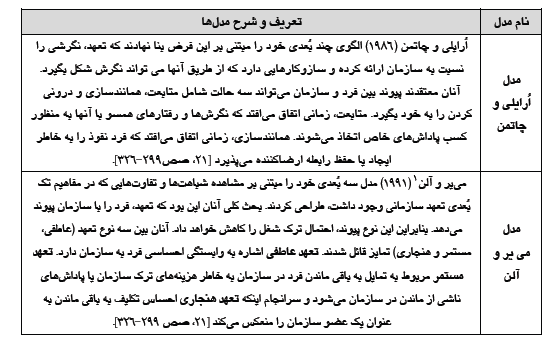 نام مدل
تعریف و شرح مدل‌ها
مدل
اُرایلی و
چاتمن
اُرایلی و چاتمن (۱۹۸۶) الگوی چند بُعدی خود را مبتنی بر این فرض بنا نهادند که تعهد، نگرشی را
نسبت به سازمان ارائه کرده و سازوکارهایی دارد که از طریق آنها می تواند نگرش شکل بگیرد.
آنان معتقدند پیوند بین فرد و سازمان می‌تواند سه حالت شامل متابعت، همانندسازی و درونی
کردن را به خود بگیرد. متابعت، زمانی اتفاق می‌افتد که نگرش‌ها و رفتارهای همسو با آنها به منظور
کسب پاداش‌های خاص اتخاذ می‌شوند. همانندسازی، زمانی اتفاق می‌افتد که فرد نفوذ را به خاطر
ایجاد یا حفظ رابطه ارضاکننده می‌پذیرد [۲۱، صص۲۹۹-۳۲۶].
مدل
می یر و
آلن
می‌یر و آلن۱ (۱۹۹۱) مدل سه بُعدی خود را مبتنی بر مشاهده شباهت‌ها و تفاوت‌هایی که در مفاهیم تک
بُعدی تعهد سازمانی وجود داشت، طراحی کردند. بحث کلی آنان این بود که تعهد، فرد را با سازمان پیوند
می‌دهد. بنابراین این نوع پیوند، احتمال ترک شغل را کاهش خواهد داد. آنان بین سه نوع تعهد (عاطفی،
مستمر و هنجاری) تمایز قائل شدند. تعهد عاطفی اشاره به وابستگی احساسی فرد به سازمان دارد. تعهد
مستمر مربوط به تمایل به باقی ماندن فرد در سازمان به خاطر هزینه‌های ترک سازمان یا پاداش‌های
ناشی از ماندن در سازمان می‌شود و سرانجام اینکه تعهد هنجاری احساس تکلیف به باقی ماندن به
عنوان یک عضو سازمان را منعکس می‌کند [۲۱، صص ۲۹۹-۳۲۶].